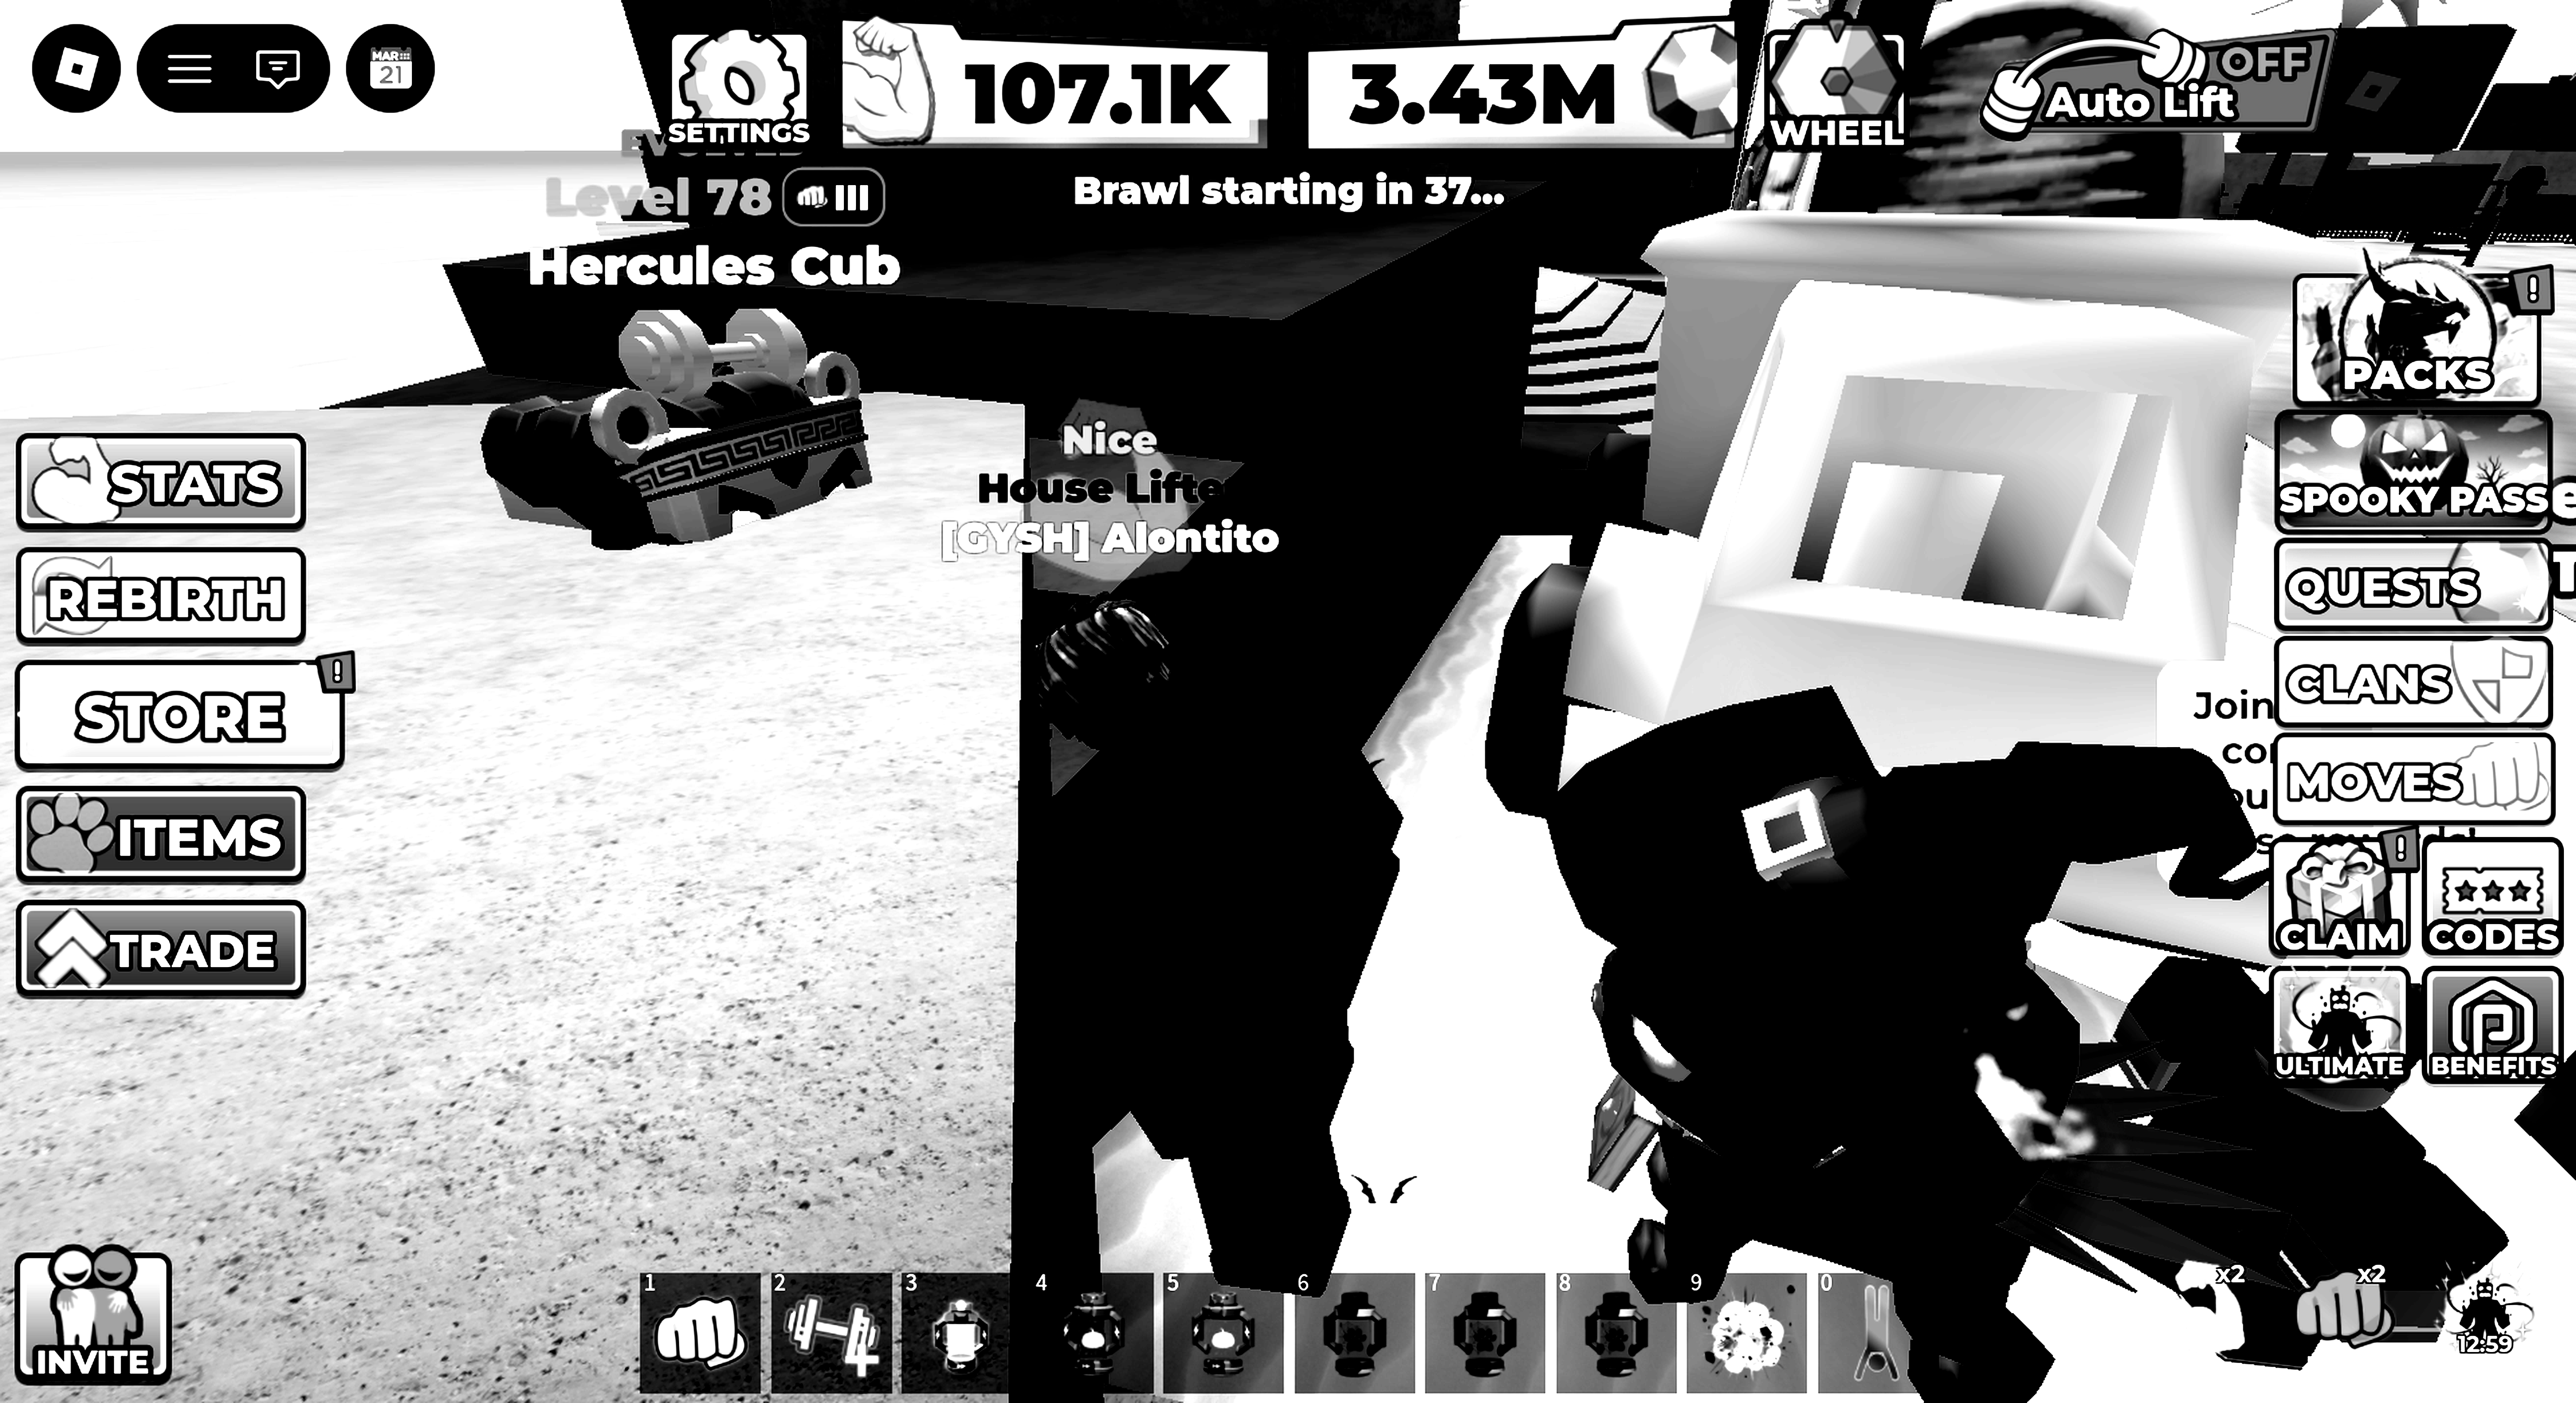 MAR
21
SETTINGS
107.1K
3.43M
WHEEL
OFF
Auto Lift
EVOLVED
Level 78
III
Brawl starting in 37...
Hercules Cub
PACKS
!
Nice
House Lifte
[GYSH] Alontito
STATS
REBIRTH
STORE
!
ITEMS
TRADE
SPOOKY PASS
QUESTS
CLANS
Join
MOVES
CLAIM
!
CODES
ULTIMATE
BENEFITS
INVITE
1
2
3
4
5
6
7
8
9
0
x2
x2
12:59